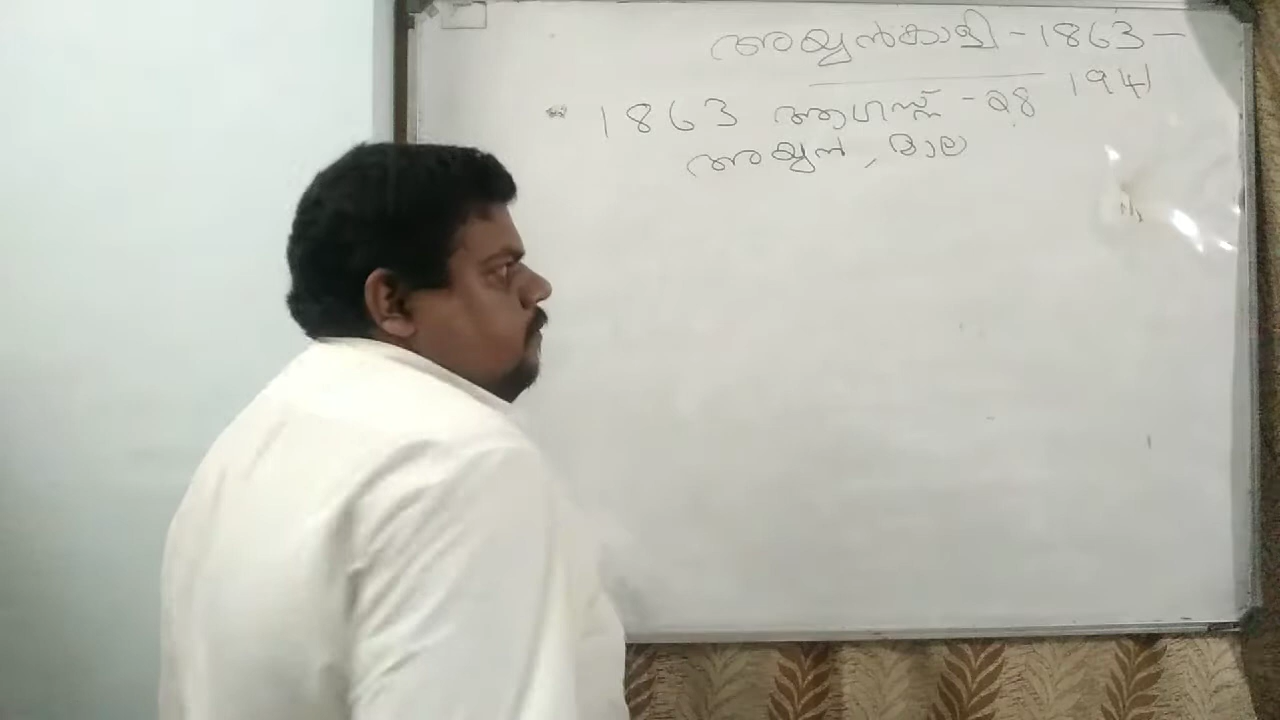 അയ്യൻകാളി - 1863 -
1941
* 1863 ആഗസ്റ്റ് - 28
അയ്യൻ, മാല